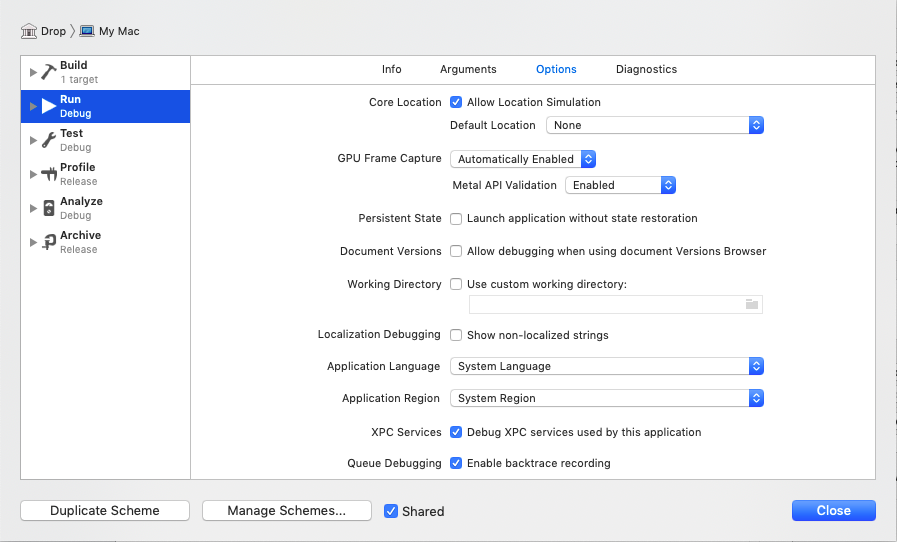 Drop
My Mac
Build
1 target
Run
Debug
Test
Debug
Profile
Release
Analyze
Debug
Archive
Release
Info Arguments Options Diagnostics
Core Location Allow Location Simulation
Default Location None
GPU Frame Capture Automatically Enabled
Metal API Validation Enabled
Persistent State Launch application without state restoration
Document Versions Allow debugging when using document Versions Browser
Working Directory Use custom working directory:
Localization Debugging Show non-localized strings
Application Language System Language
Application Region System Region
XPC Services Debug XPC services used by this application
Queue Debugging Enable backtrace recording
Duplicate Scheme Manage Schemes... Shared Close